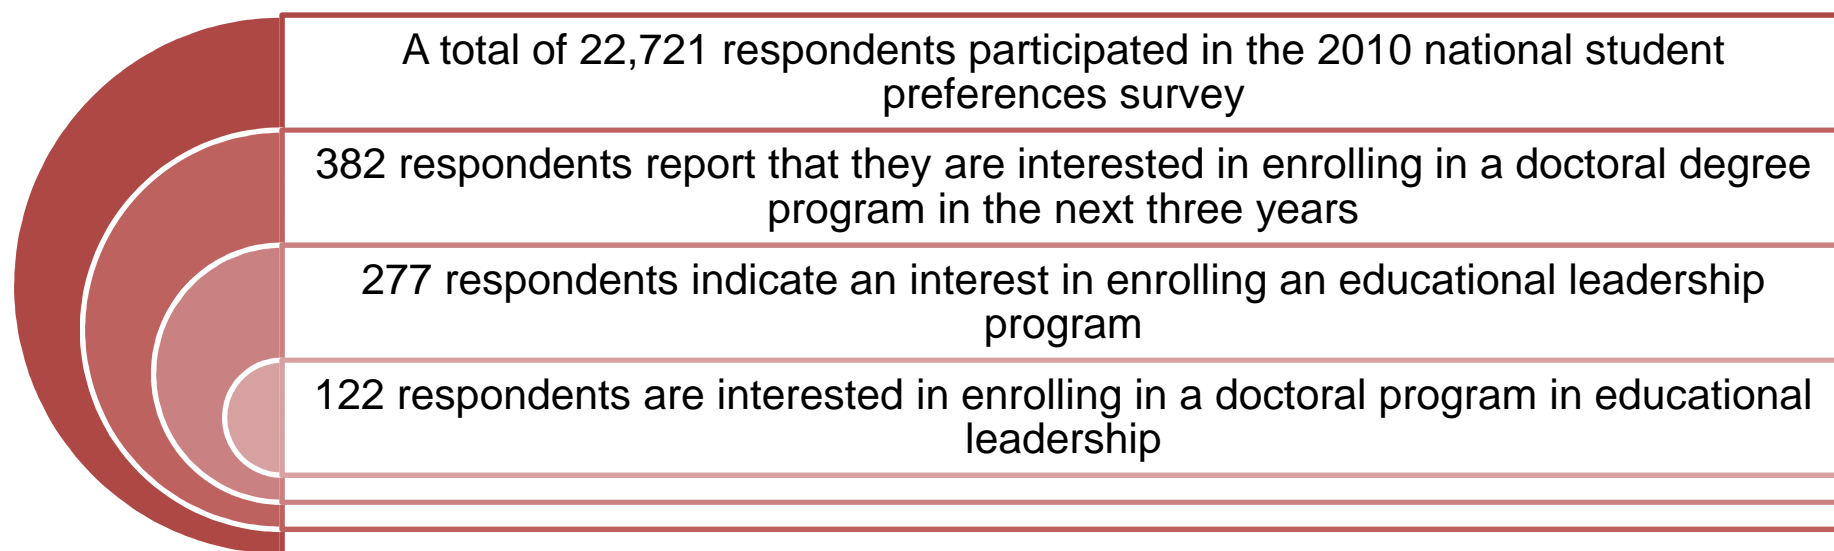 A total of 22,721 respondents participated in the 2010 national student
preferences survey
382 respondents report that they are interested in enrolling in a doctoral degree
program in the next three years
277 respondents indicate an interest in enrolling an educational leadership
program
122 respondents are interested in enrolling in a doctoral program in educational
leadership